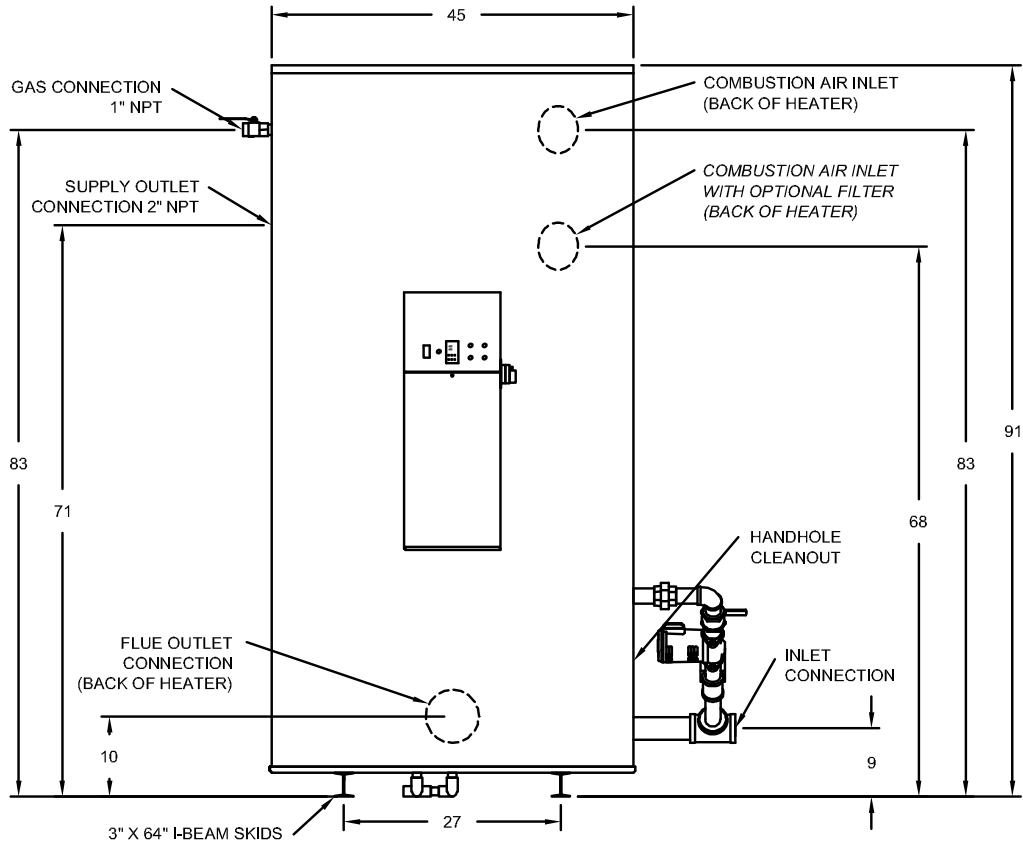 45
GAS CONNECTION
1" NPT
COMBUSTION AIR INLET
(BACK OF HEATER)
SUPPLY OUTLET
CONNECTION 2" NPT
COMBUSTION AIR INLET
WITH OPTIONAL FILTER
(BACK OF HEATER)
83
71
91
83
68
HANDHOLE
CLEANOUT
FLUE OUTLET
CONNECTION
(BACK OF HEATER)
INLET
CONNECTION
10
9
27
3" X 64" I-BEAM SKIDS